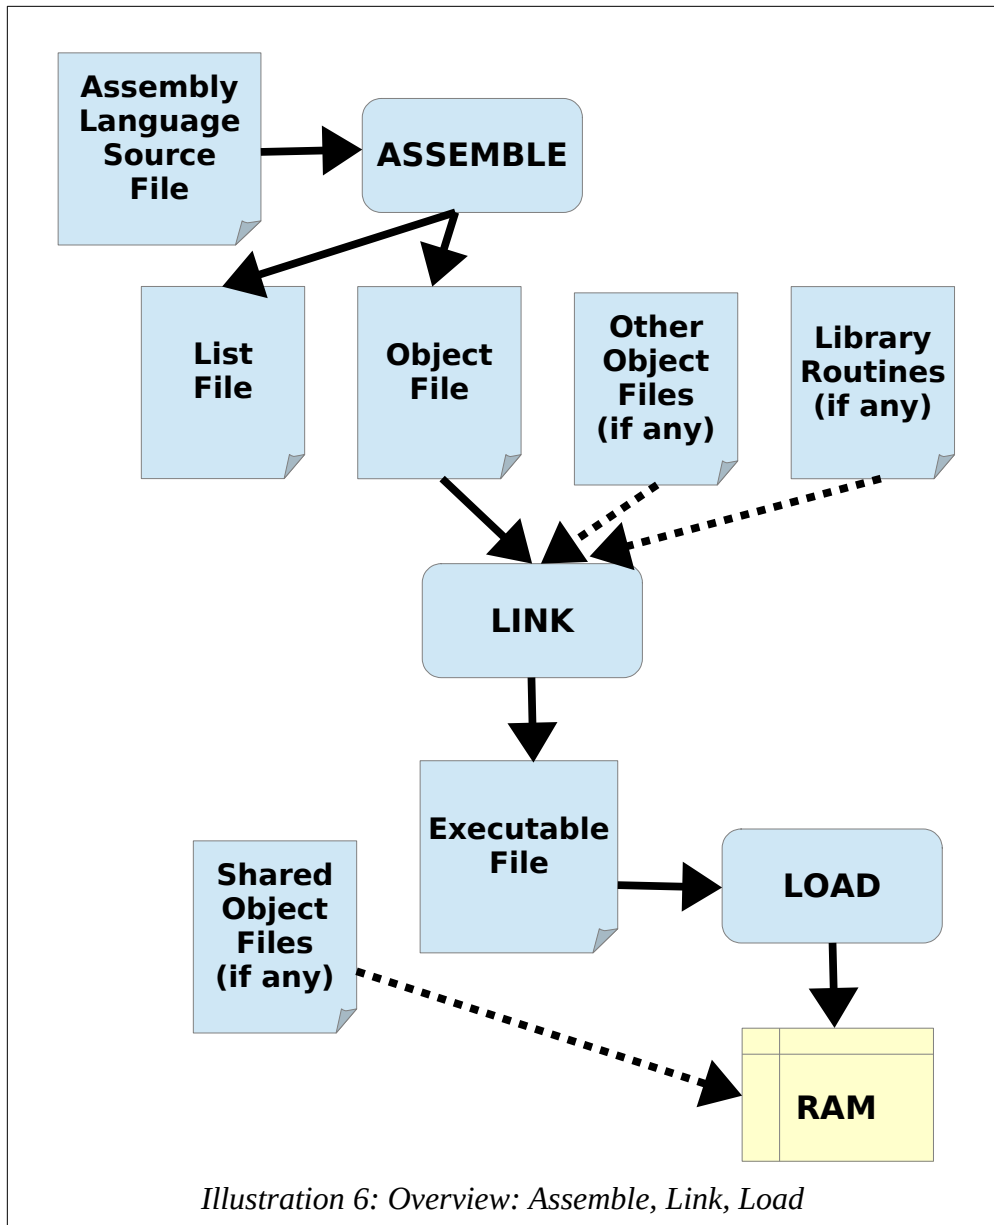 Assembly
Language
Source
File
ASSEMBLE
List
File
Object
File
Other
Object
Files
(if any)
Library
Routines
(if any)
LINK
Executable
File
LOAD
Shared
Object
Files
(if any)
RAM
Illustration 6: Overview: Assemble, Link, Load